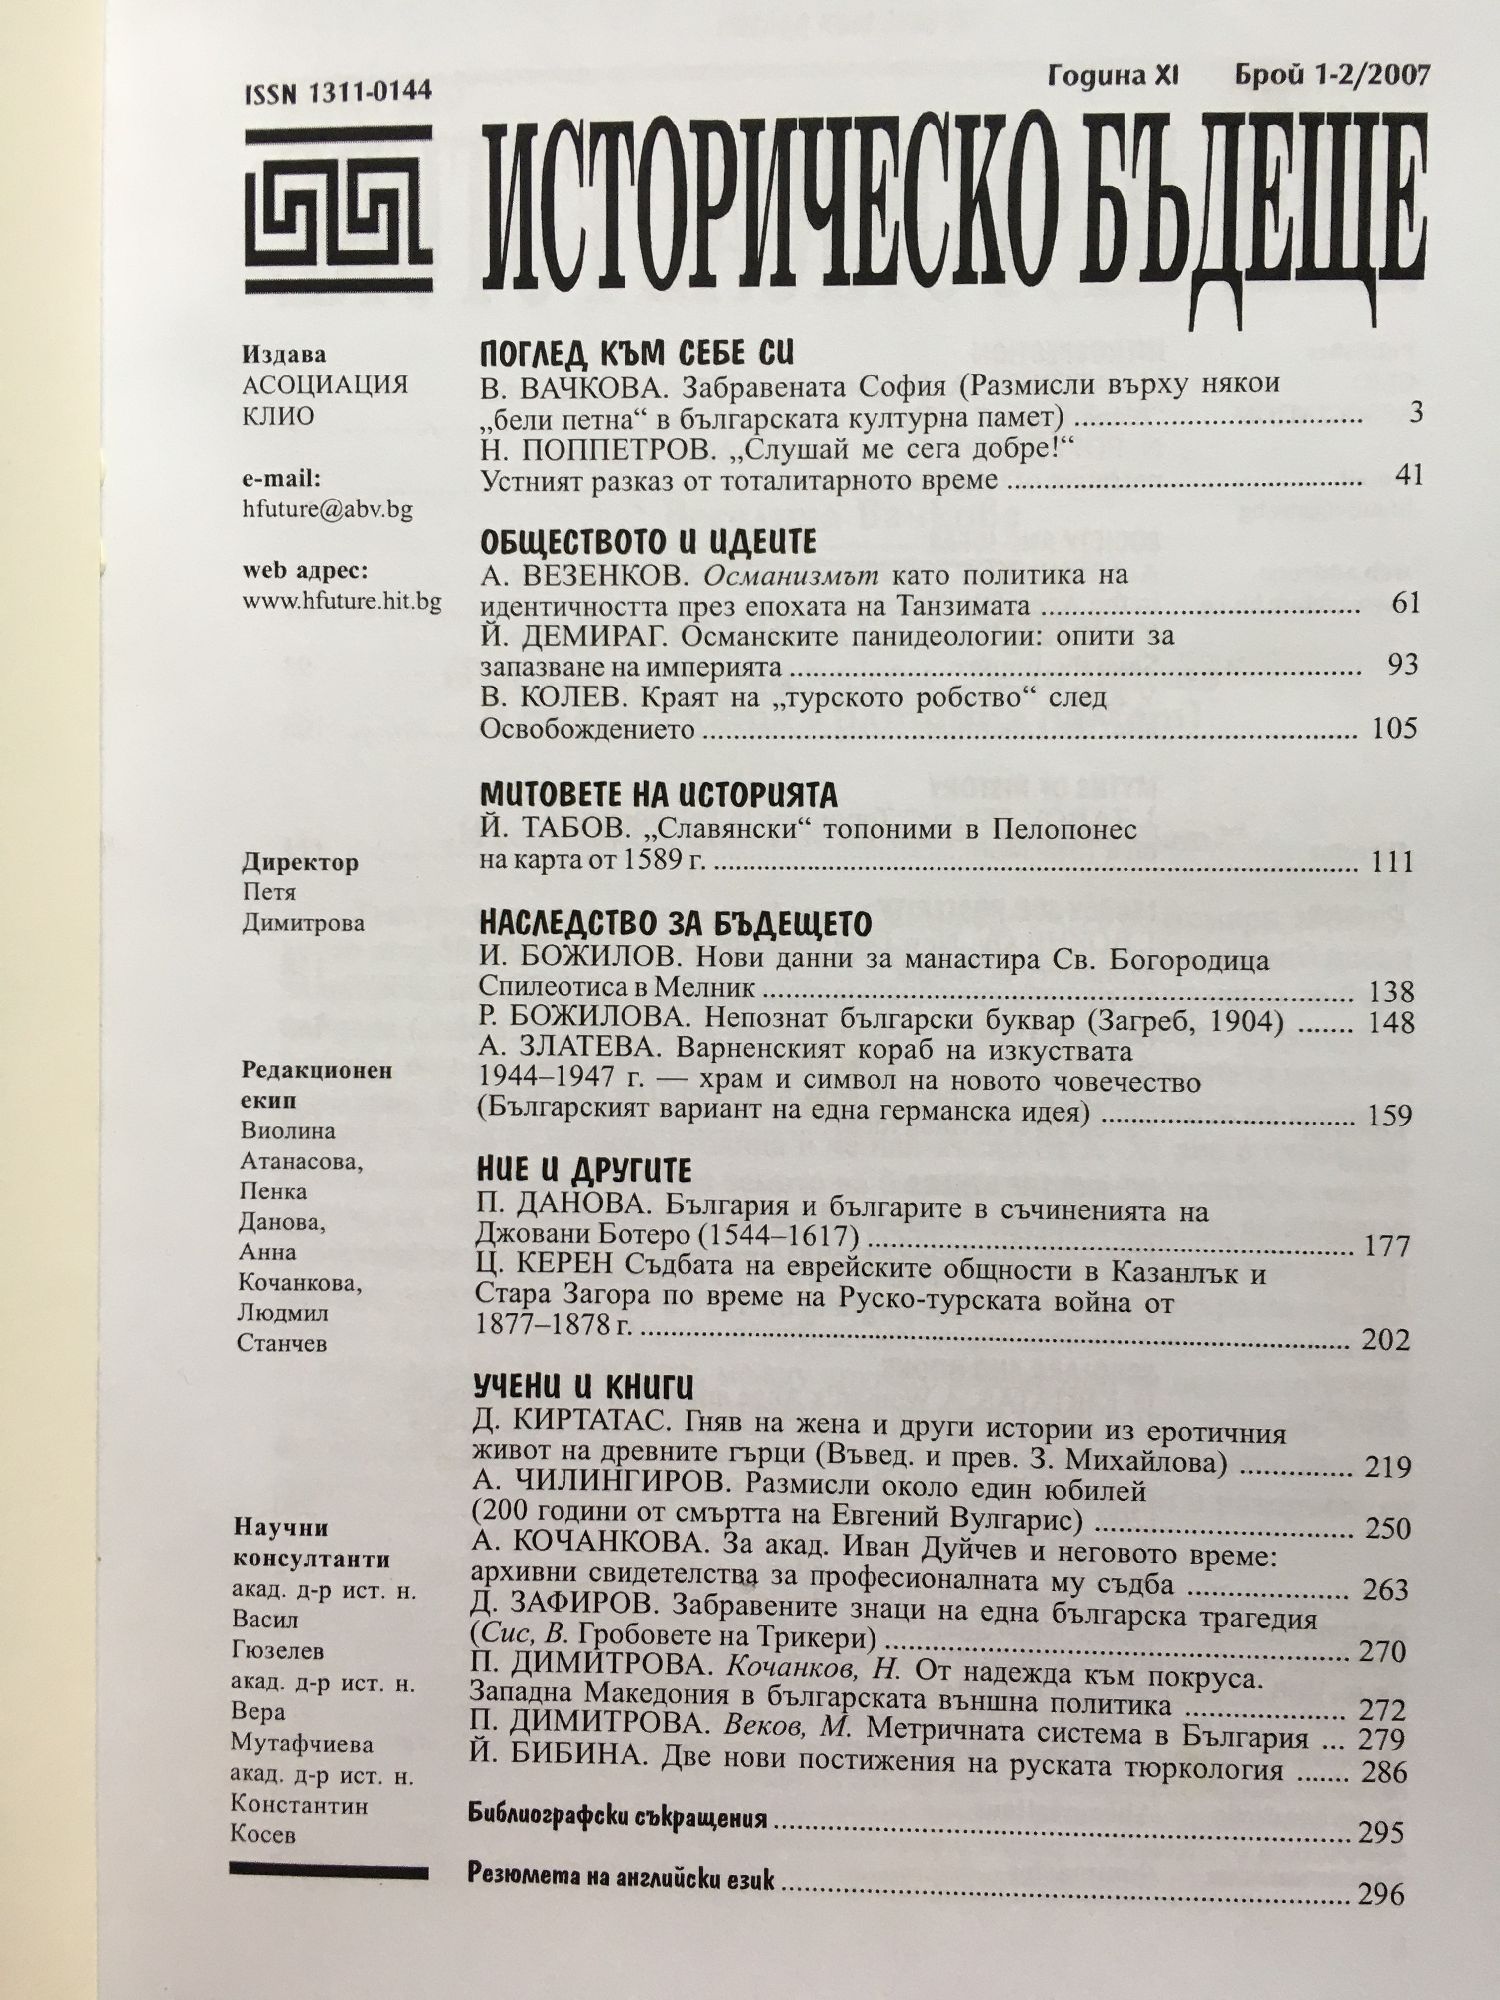 ISSN 1311-0144
Година XI Брой 1-2/2007
ИСТОРИЧЕСКО БЪДЕЩЕ
Издава
АСОЦИАЦИЯ
КЛИО
e-mail:
hfuture@abv.bg
web адрес:
www.hfuture.hit.bg
Директор
Петя
Димитрова
Редакционен
екип
Виолина
Атанасова,
Пенка
Данова,
Анна
Кочанкова,
Людмил
Станчев
Научни
консултанти
акад. д-р ист. н.
Васил
Гюзелев
акад. д-р ист. н.
Вера
Мутафчиева
акад. д-р ист. н.
Константин
Косев
ПОГЛЕД КЪМ СЕБЕ СИ
В. ВАЧКОВА. Забравената София (Размисли върху някои
„бели петна“ в българската културна памет) ..................................... 3
Н. ПОППЕТРОВ. „Слушай ме сега добре!“
Устният разказ от тоталитарното време ............................................. 41
ОБЩЕСТВОТО И ИДЕИТЕ
А. ВЕЗЕНКОВ. Османизмът като политика на
идентичността през епохата на Танзимата ......................................... 61
Й. ДЕМИРАГ. Османските панидеологии: опити за
запазване на империята ......................................................................... 93
В. КОЛЕВ. Краят на „турското робство“ след
Освобождението ..................................................................................... 105
МИТОВЕТЕ НА ИСТОРИЯТА
Й. ТАБОВ. „Славянски“ топоними в Пелопонес
на карта от 1589 г. ................................................................................... 111
НАСЛЕДСТВО ЗА БЪДЕЩЕТО
И. БОЖИЛОВ. Нови данни за манастира Св. Богородица
Спилеотиса в Мелник ............................................................................ 138
Р. БОЖИЛОВА. Непознат български буквар (Загреб, 1904) ....... 148
А. ЗЛАТЕВА. Варненският кораб на изкуствата
1944–1947 г. — храм и символ на новото човечество
(Българският вариант на една германска идея) ................................. 159
НИЕ И ДРУГИТЕ
П. ДАНОВА. България и българите в съчиненията на
Джовани Ботеро (1544–1617) ................................................................ 177
Ц. КЕРЕН Съдбата на еврейските общности в Казанлък и
Стара Загора по време на Руско-турската война от
1877–1878 г. ............................................................................................. 202
УЧЕНИ И КНИГИ
Д. КИРТАТАС. Гняв на жена и други истории из еротичния
живот на древните гърци (Въвед. и прев. З. Михайлова) ............... 219
А. ЧИЛИНГИРОВ. Размисли около един юбилей
(200 години от смъртта на Евгений Вулгарис) .................................. 250
А. КОЧАНКОВА. За акад. Иван Дуйчев и неговото време:
архивни свидетелства за професионалната му съдба ..................... 263
Д. ЗАФИРОВ. Забравените знаци на една българска трагедия
(Сис, В. Гробовете на Трикери) ............................................................ 270
П. ДИМИТРОВА. Кочанков, Н. От надежда към покруса.
Западна Македония в българската външна политика ..................... 272
П. ДИМИТРОВА. Веков, М. Метричната система в България ... 279
Й. БИБИНА. Две нови постижения на руската тюркология ....... 286
Библиографски съкращения .......................................................................... 295
Резюмета на английски език .......................................................................... 296